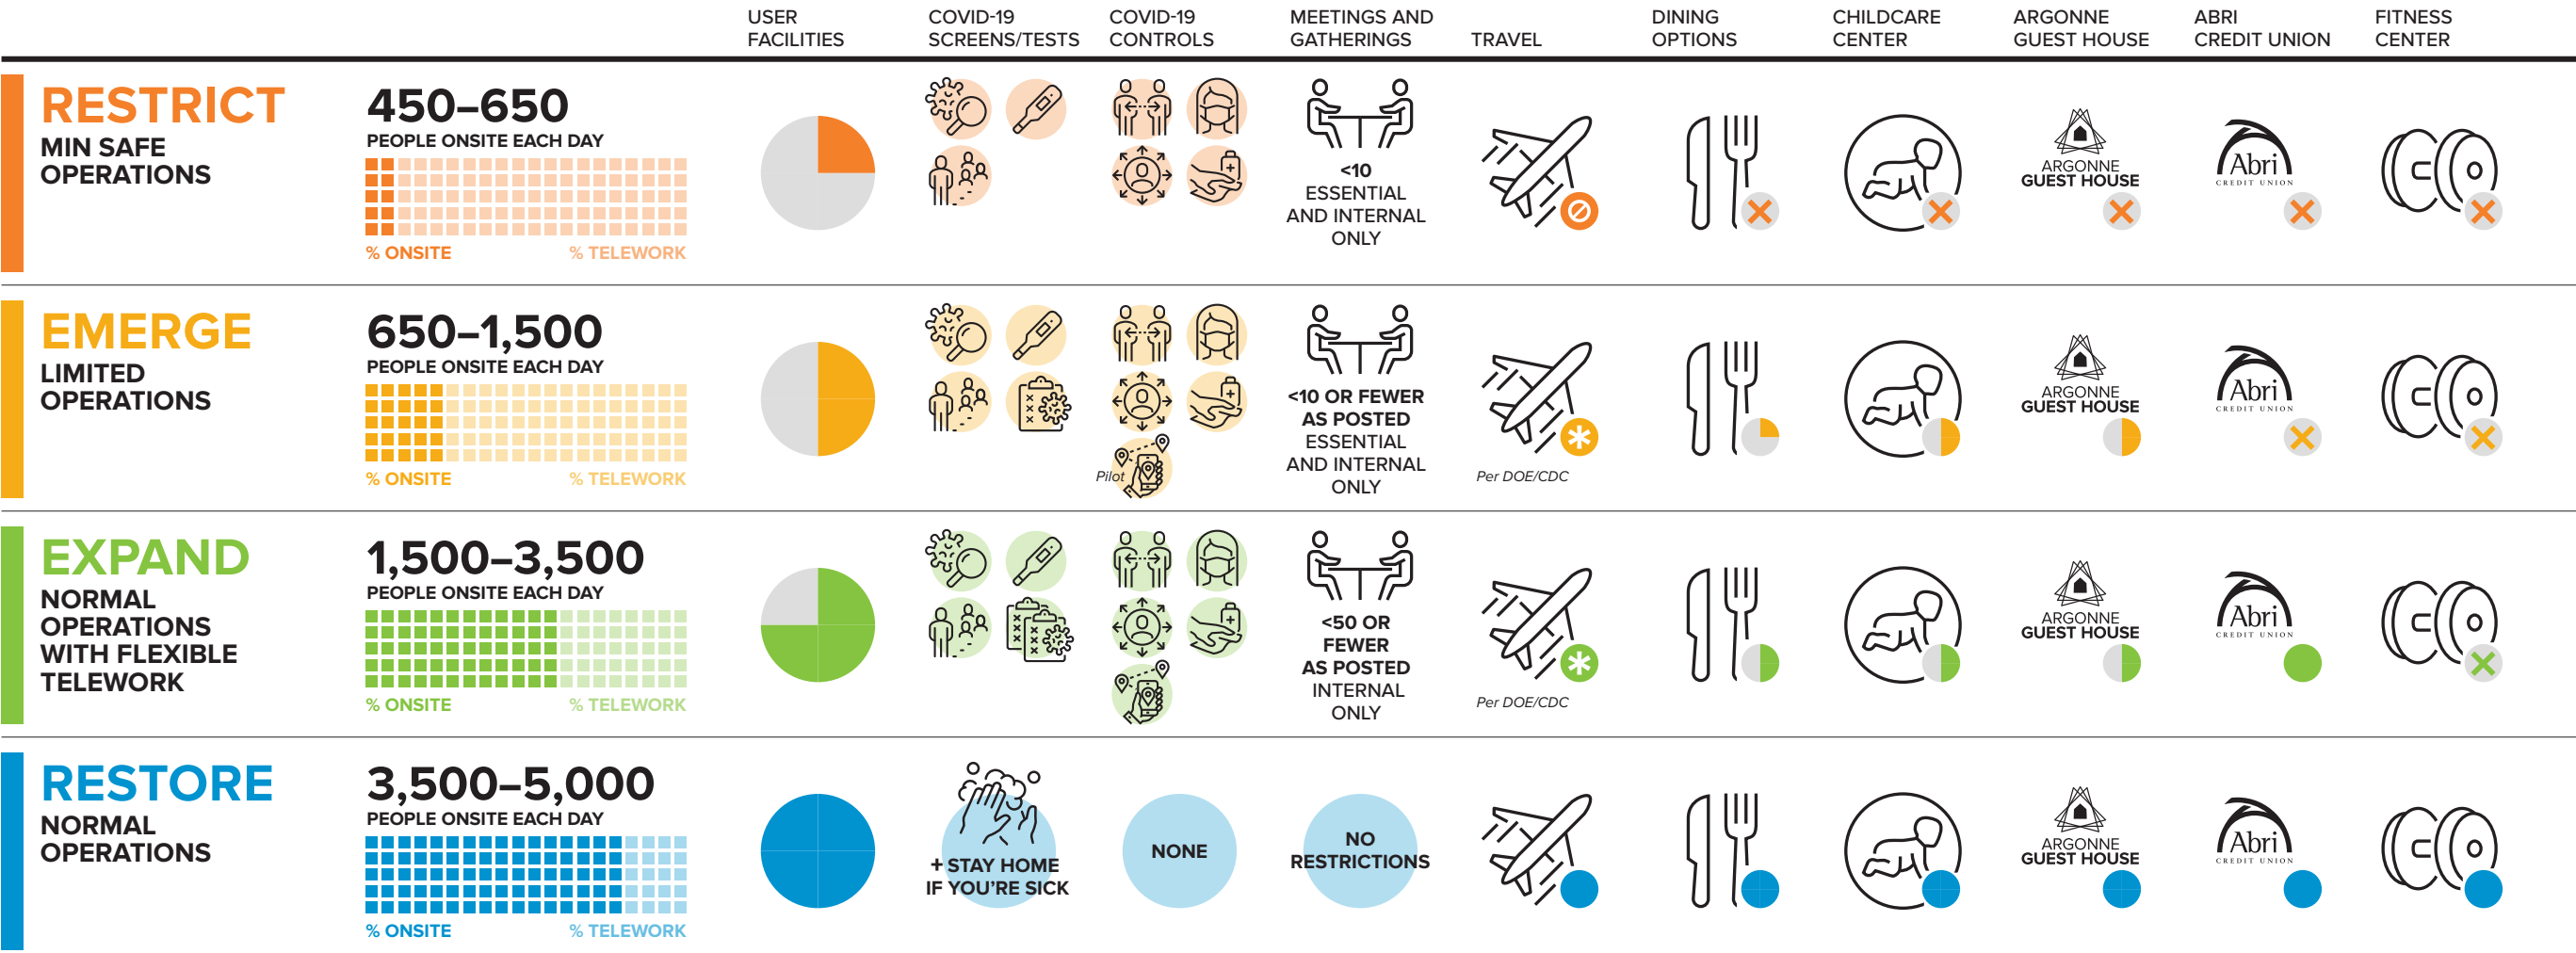 USER
FACILITIES
COVID-19
SCREENS/TESTS
COVID-19
CONTROLS
MEETINGS AND
GATHERINGS
TRAVEL
DINING
OPTIONS
CHILDCARE
CENTER
ARGONNE
GUEST HOUSE
ABRI
CREDIT UNION
FITNESS
CENTER
RESTRICT
MIN SAFE
OPERATIONS
450–650
PEOPLE ONSITE EACH DAY
% ONSITE
% TELEWORK
<10
ESSENTIAL
AND INTERNAL
ONLY
ARGONNE
GUEST HOUSE
Abri
CREDIT UNION
EMERGE
LIMITED
OPERATIONS
650–1,500
PEOPLE ONSITE EACH DAY
% ONSITE
% TELEWORK
Pilot
<10 OR FEWER
AS POSTED
ESSENTIAL
AND INTERNAL
ONLY
Per DOE/CDC
ARGONNE
GUEST HOUSE
Abri
CREDIT UNION
EXPAND
NORMAL
OPERATIONS
WITH FLEXIBLE
TELEWORK
1,500–3,500
PEOPLE ONSITE EACH DAY
% ONSITE
% TELEWORK
<50 OR
FEWER
AS POSTED
INTERNAL
ONLY
Per DOE/CDC
ARGONNE
GUEST HOUSE
Abri
CREDIT UNION
RESTORE
NORMAL
OPERATIONS
3,500–5,000
PEOPLE ONSITE EACH DAY
% ONSITE
% TELEWORK
+ STAY HOME
IF YOU'RE SICK
NONE
NO
RESTRICTIONS
ARGONNE
GUEST HOUSE
Abri
CREDIT UNION